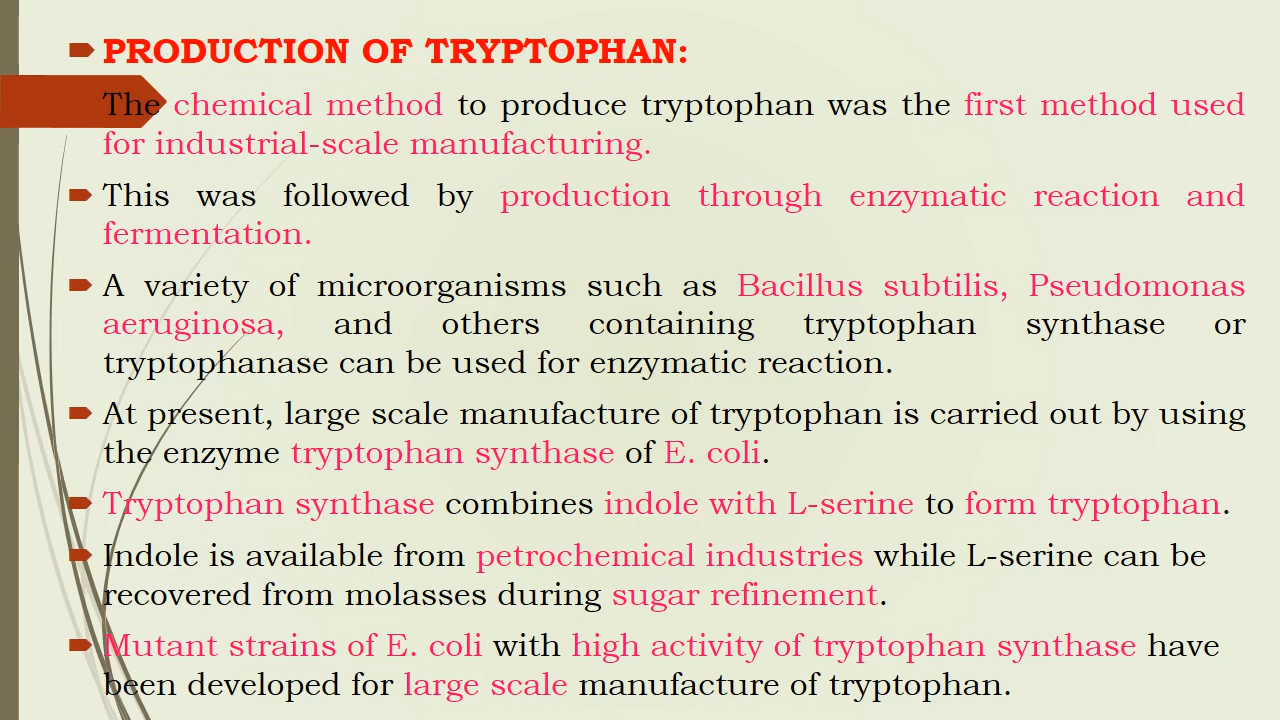 PRODUCTION OF TRYPTOPHAN:
The chemical method to produce tryptophan was the first method used
for industrial-scale manufacturing.
This was followed by production through enzymatic reaction and
fermentation.
A variety of microorganisms such as Bacillus subtilis, Pseudomonas
aeruginosa, and others containing tryptophan synthase or
tryptophanase can be used for enzymatic reaction.
At present, large scale manufacture of tryptophan is carried out by using
the enzyme tryptophan synthase of E. coli.
Tryptophan synthase combines indole with L-serine to form tryptophan.
Indole is available from petrochemical industries while L-serine can be
recovered from molasses during sugar refinement.
Mutant strains of E. coli with high activity of tryptophan synthase have
been developed for large scale manufacture of tryptophan.